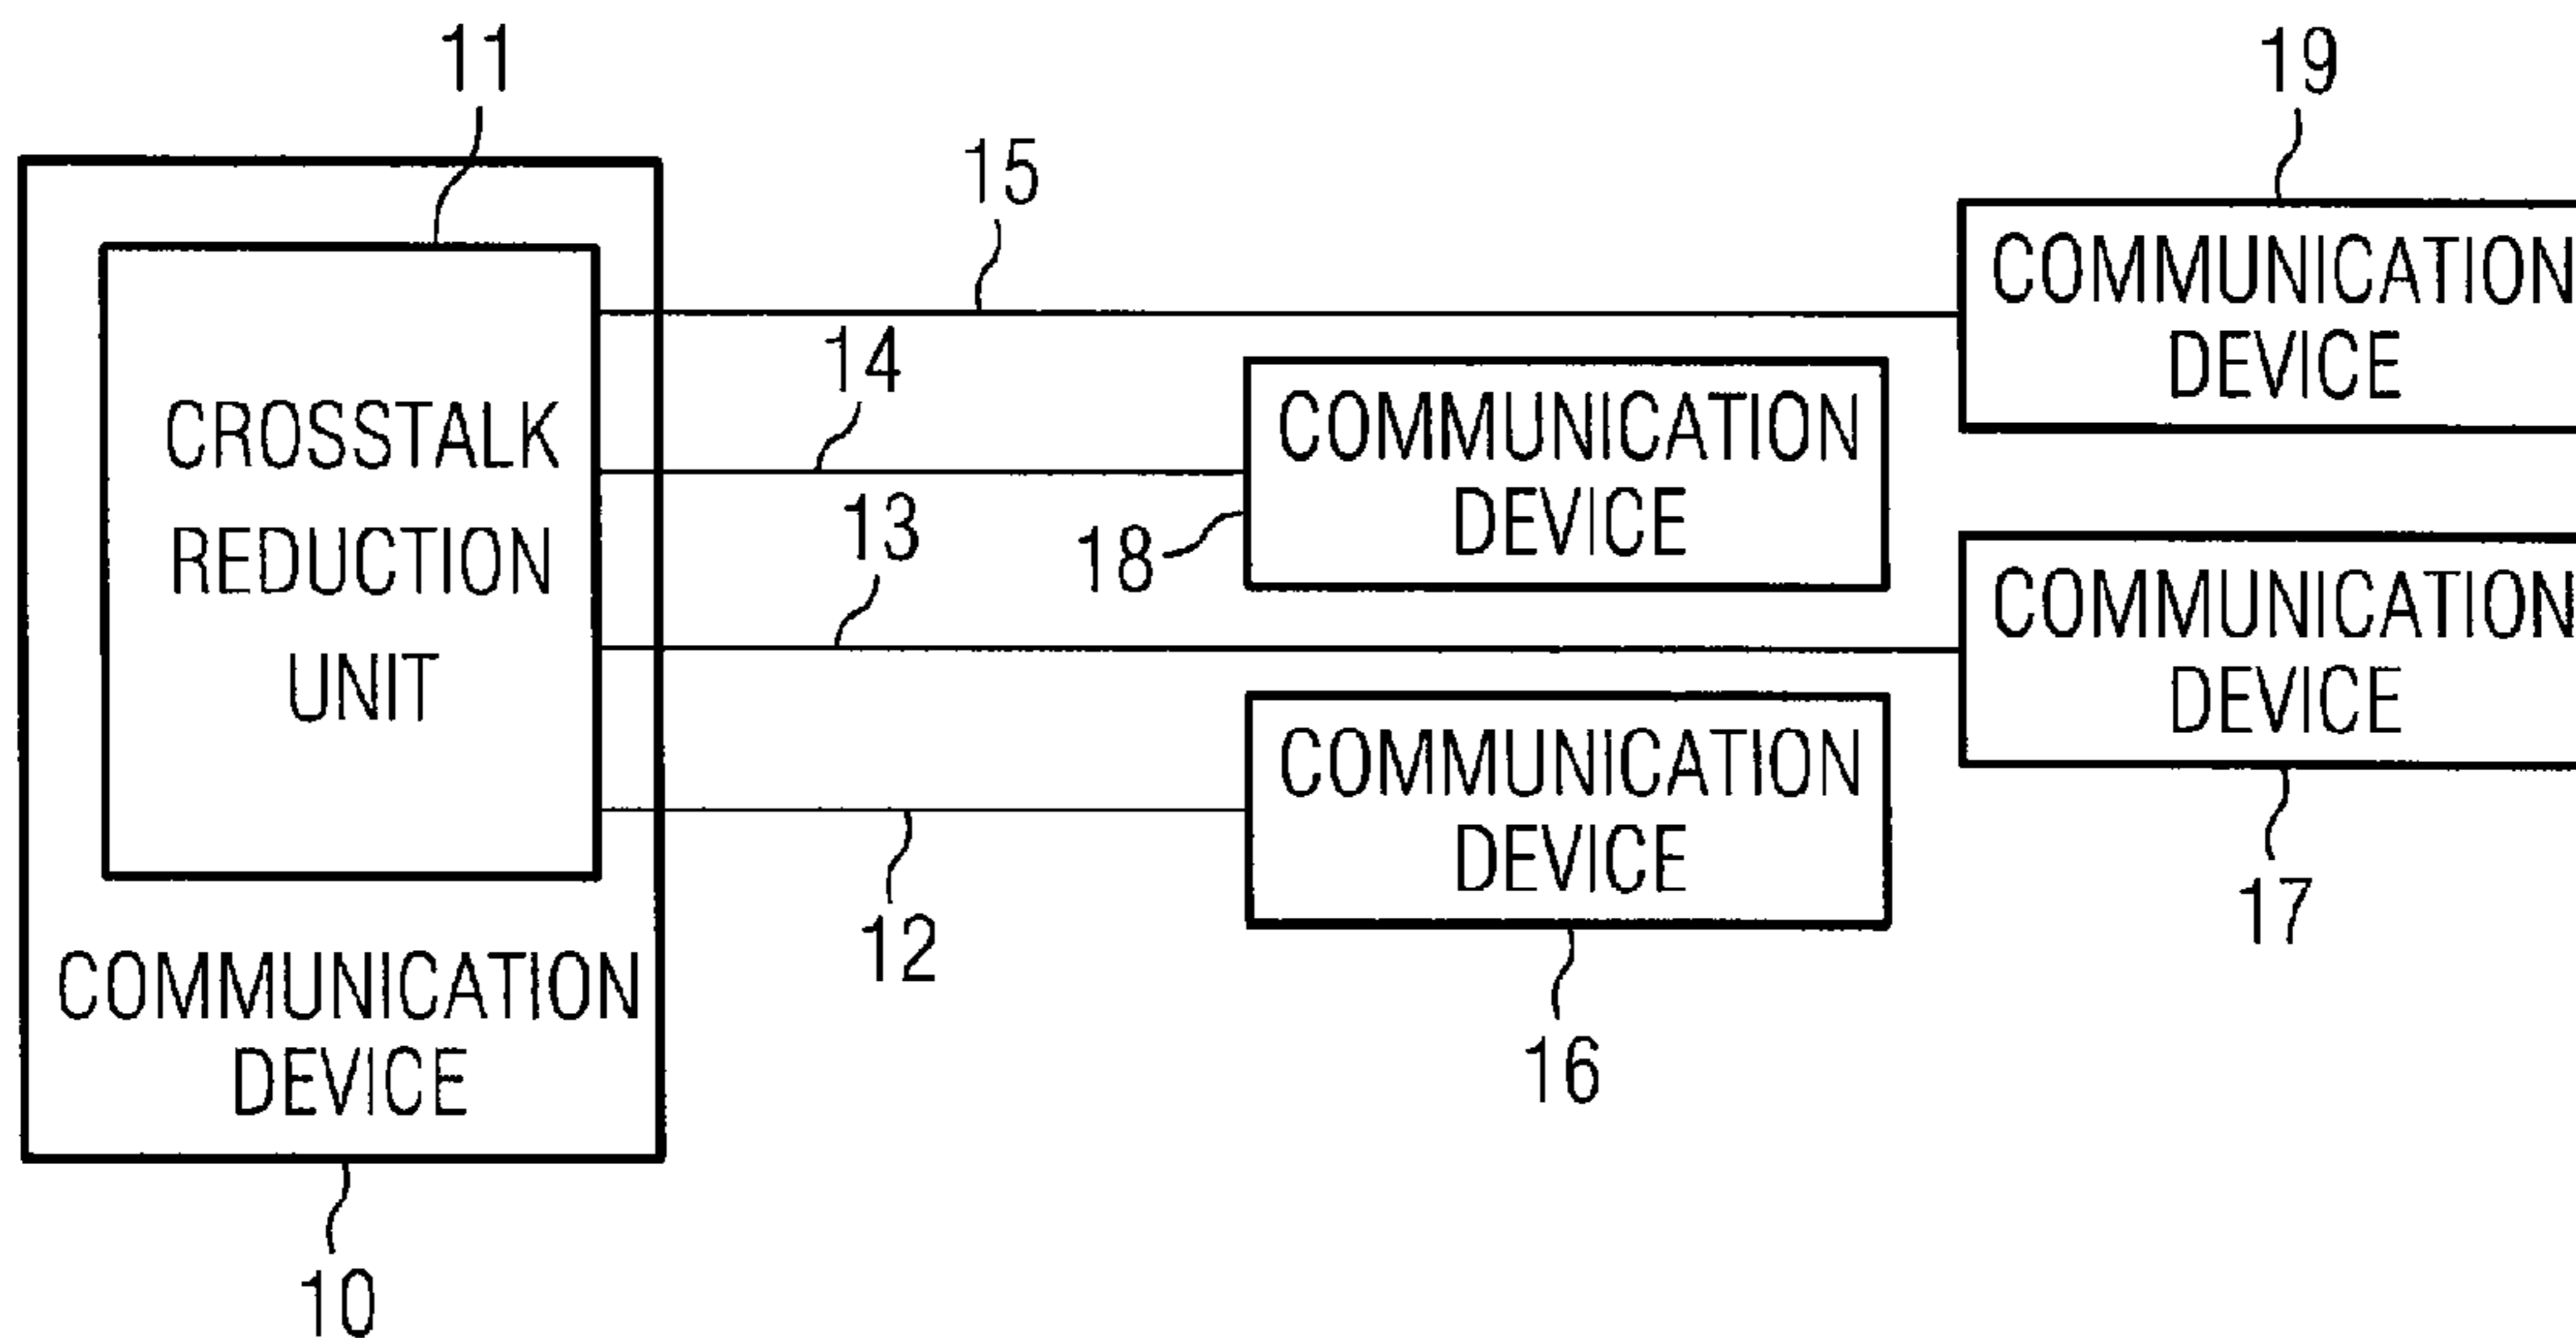 11
19
15
COMMUNICATION
DEVICE
14
COMMUNICATION
DEVICE
CROSSTALK
REDUCTION
UNIT
13
18
COMMUNICATION
DEVICE
COMMUNICATION
DEVICE
17
12
COMMUNICATION
DEVICE
16
10